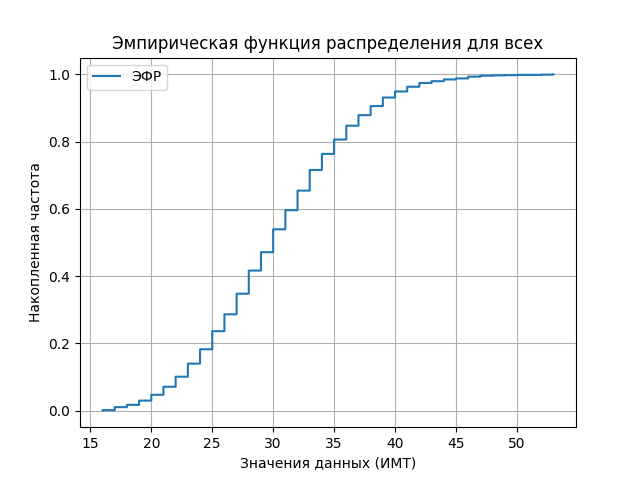 Эмпирическая функция распределения для всех
ЭФР
1.0
0.8
0.6
0.4
0.2
0.0
Накопленная частота
15 20 25 30 35 40 45 50
Значения данных (ИМТ)